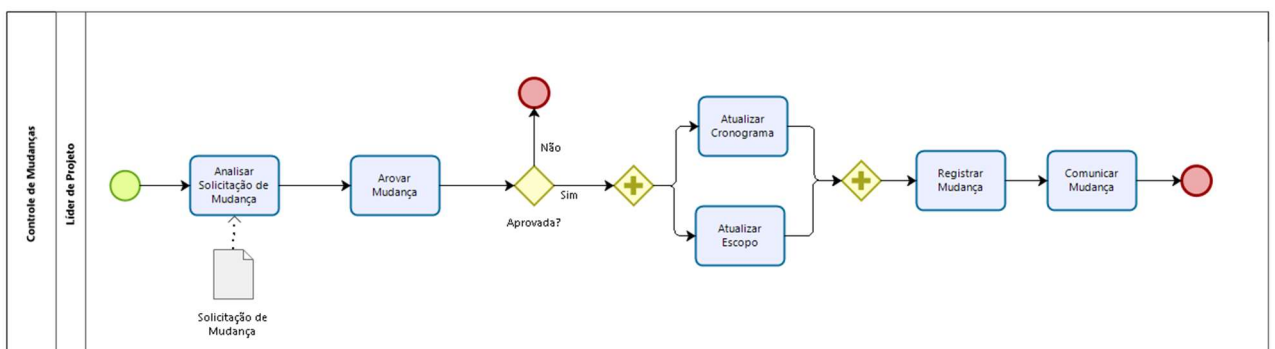 Controle de Mudanças
Líder de Projeto
Analisar
Solicitação de
Mudança
Solicitação de
Mudança
Arovar
Mudança
Não
Sim
Aprovada?
Atualizar
Cronograma
Atualizar
Escopo
Registrar
Mudança
Comunicar
Mudança